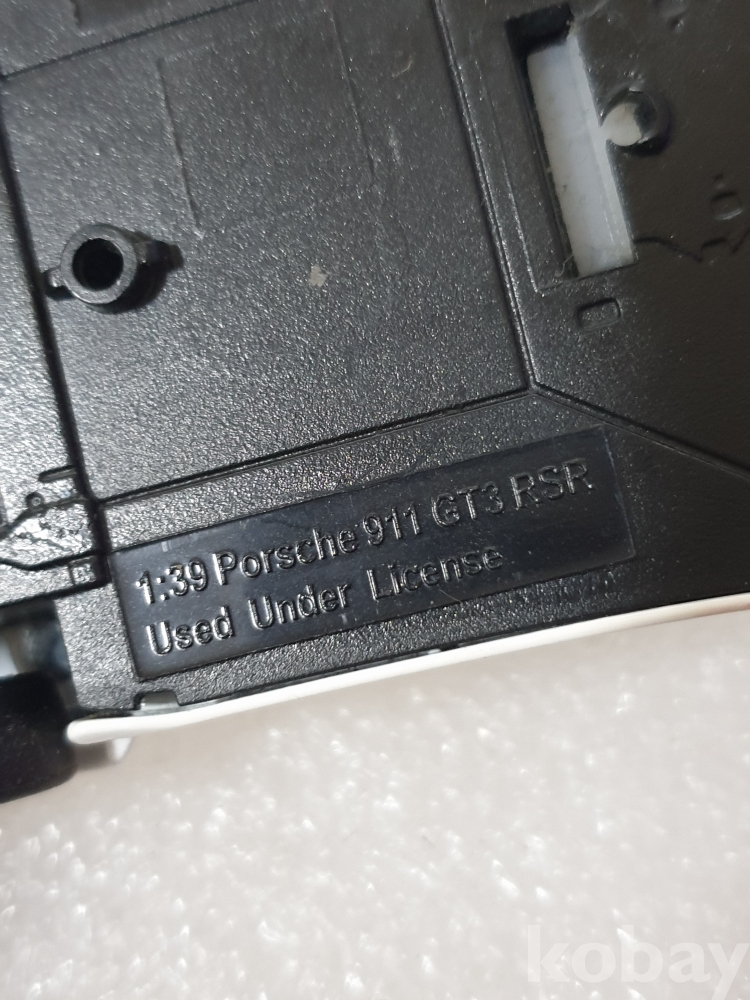 1:39 Porsche 911 GT3 RSR
Used Under License
kobay